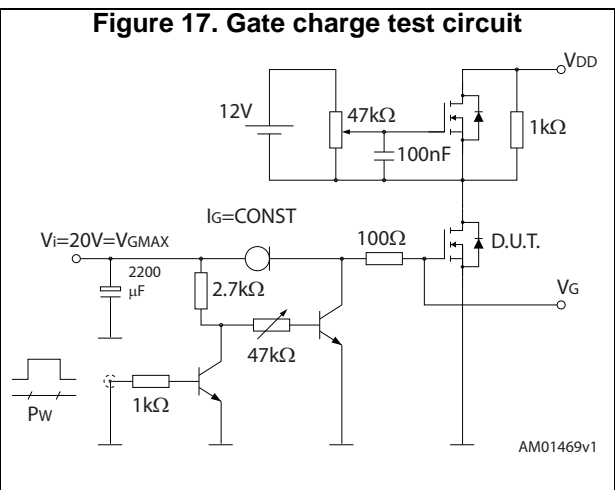 Figure 17. Gate charge test circuit
VDD
12V
47kΩ
1kΩ
100nF
IG=CONST
Vi=20V=VGMAX
100Ω
D.U.T.
2200
μF
2.7kΩ
VG
47kΩ
1kΩ
PW
AM01469v1